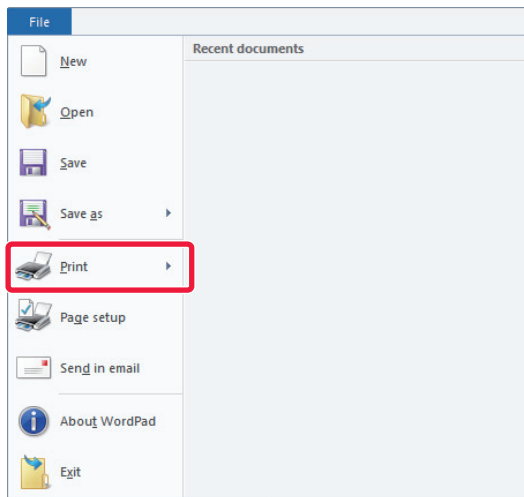 File
Recent documents
New
Open
Save
Save as
Print
Page setup
Send in email
About WordPad
Exit